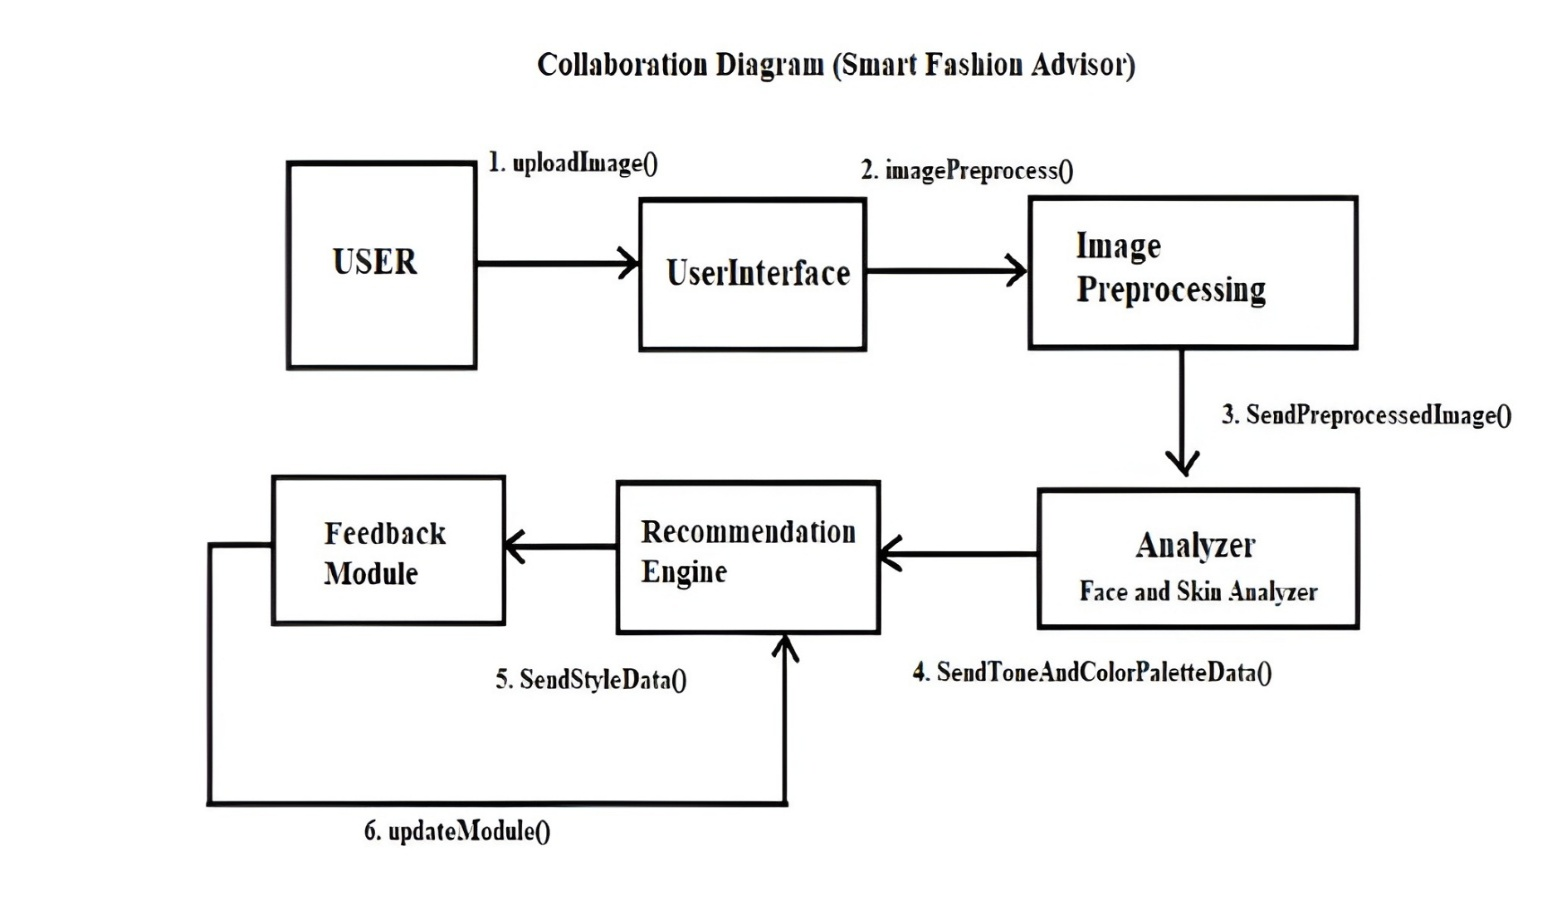 Collaboration Diagram (Smart Fashion Advisor)
1. uploadImage()
2. imagePreprocess()
USER
UserInterface
Image
Preprocessing
3. SendPreprocessedImage()
Feedback
Module
Recommendation
Engine
Analyzer
Face and Skin Analyzer
5. SendStyleData()
4. SendToneAndColorPaletteData()
6. updateModule()